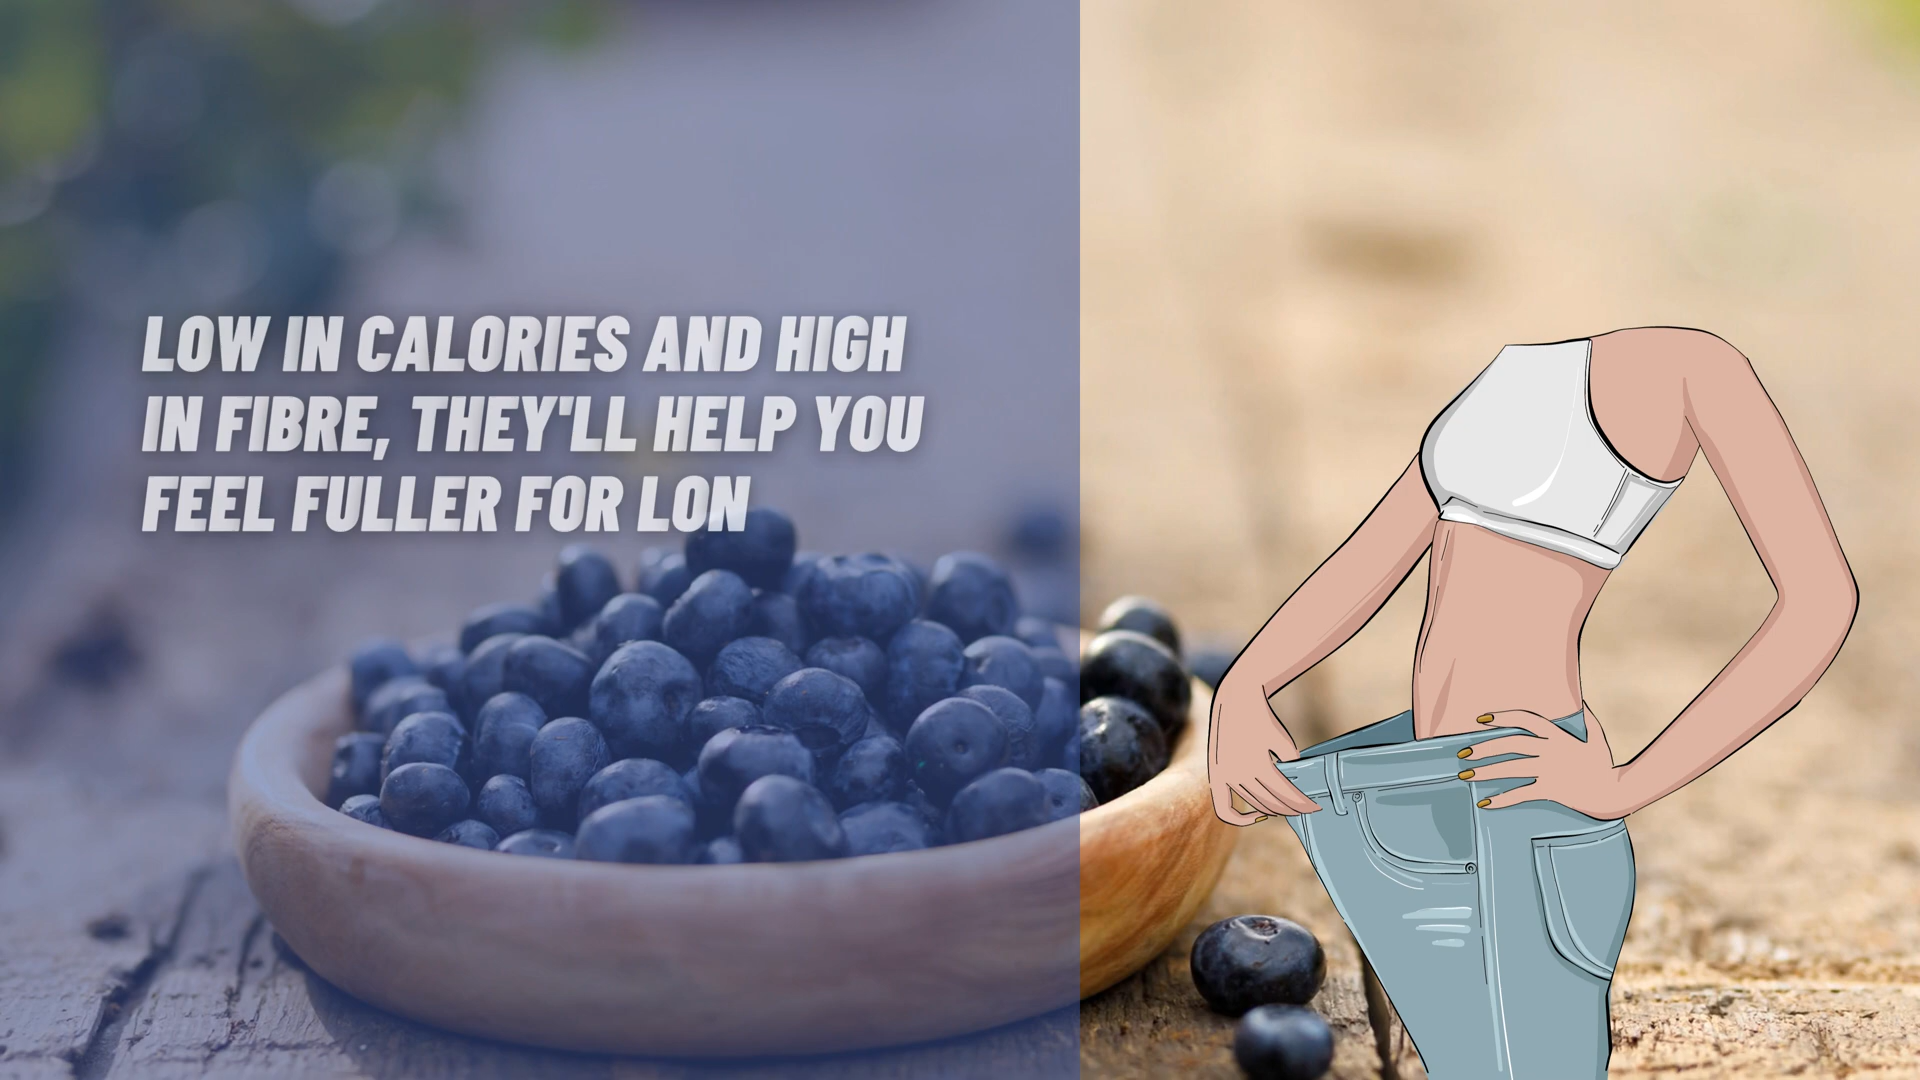 LOW IN CALORIES AND HIGH
IN FIBRE, THEY'LL HELP YOU
FEEL FULLER FOR LON